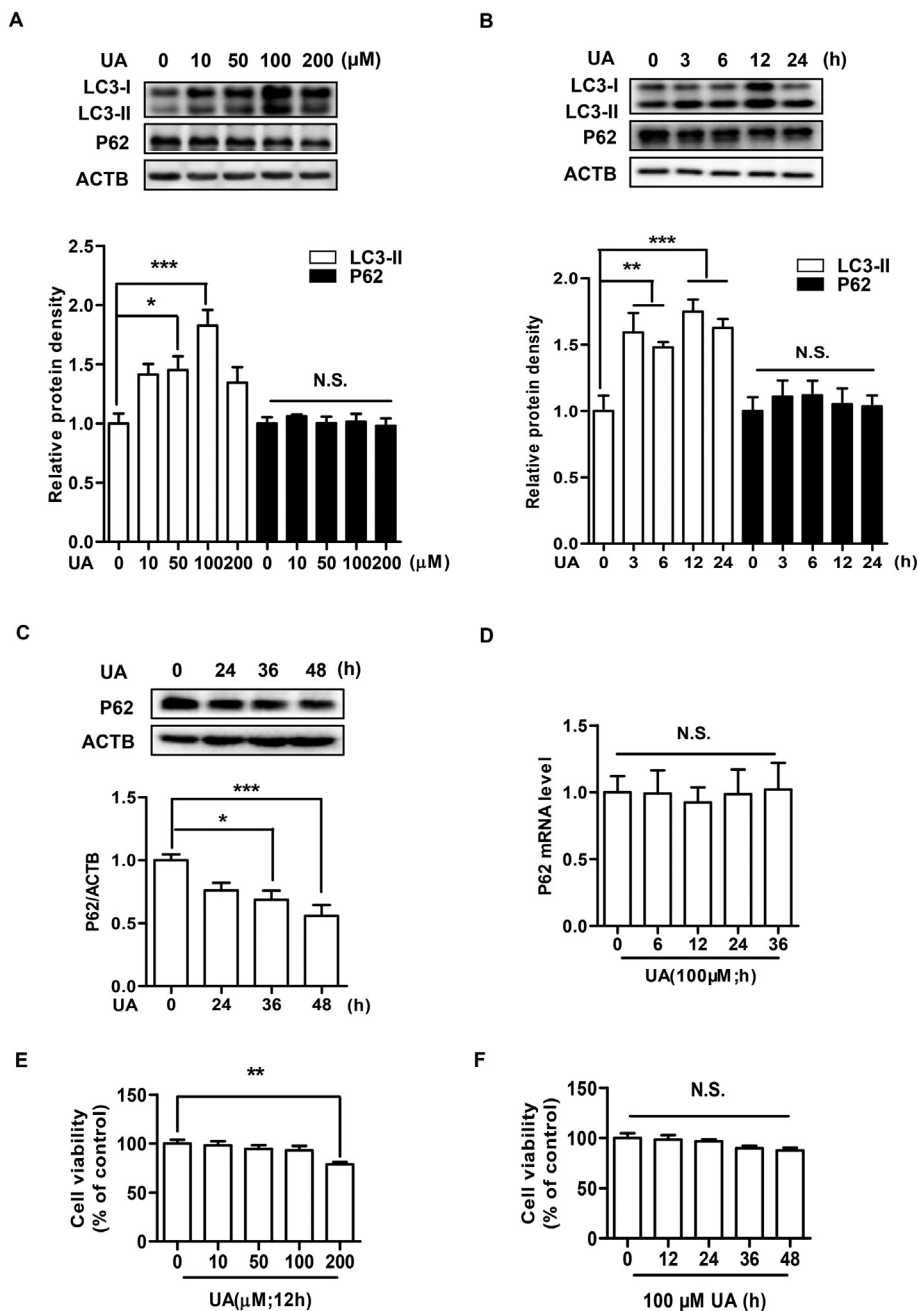 A
UA 0 10 50 100 200 (µM)
LC3-I
LC3-II
P62
ACTB
2.5
2.0
1.5
1.0
0.5
0.0
Relative protein density
***
*
LC3-II
P62
N.S.
UA 0 10 50 100 200 0 10 50 100 200 (µM)
B
UA 0 3 6 12 24 (h)
LC3-I
LC3-II
P62
ACTB
2.0
1.5
1.0
0.5
0.0
Relative protein density
***
**
LC3-II
P62
N.S.
UA 0 3 6 12 24 0 3 6 12 24 (h)
C
UA 0 24 36 48 (h)
P62
ACTB
1.5
1.0
0.5
0.0
P62/ACTB
***
*
UA 0 24 36 48 (h)
D
1.5
1.0
0.5
0.0
P62 mRNA level
N.S.
0 6 12 24 36
UA(100µM;h)
E
150
100
50
0
Cell viability
(% of control)
**
0 10 50 100 200
UA(µM;12h)
F
150
100
50
0
Cell viability
(% of control)
N.S.
0 12 24 36 48
100 µM UA (h)